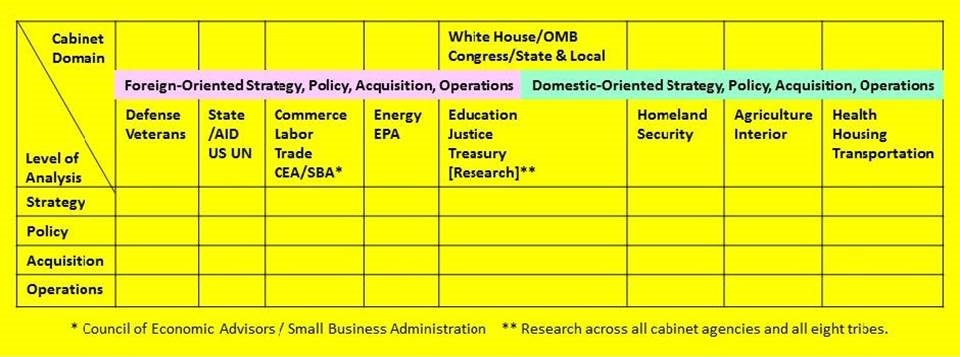 Cabinet
Domain
White House/OMB
Congress/State & Local
Foreign-Oriented Strategy, Policy, Acquisition, Operations
Domestic-Oriented Strategy, Policy, Acquisition, Operations
Level of
Analysis
Defense
Veterans
State
/AID
US UN
Commerce
Labor
Trade
CEA/SBA*
Energy
EPA
Education
Justice
Treasury
[Research]**
Homeland
Security
Agriculture
Interior
Health
Housing
Transportation
Strategy
Policy
Acquisition
Operations
* Council of Economic Advisors / Small Business Administration ** Research across all cabinet agencies and all eight tribes.